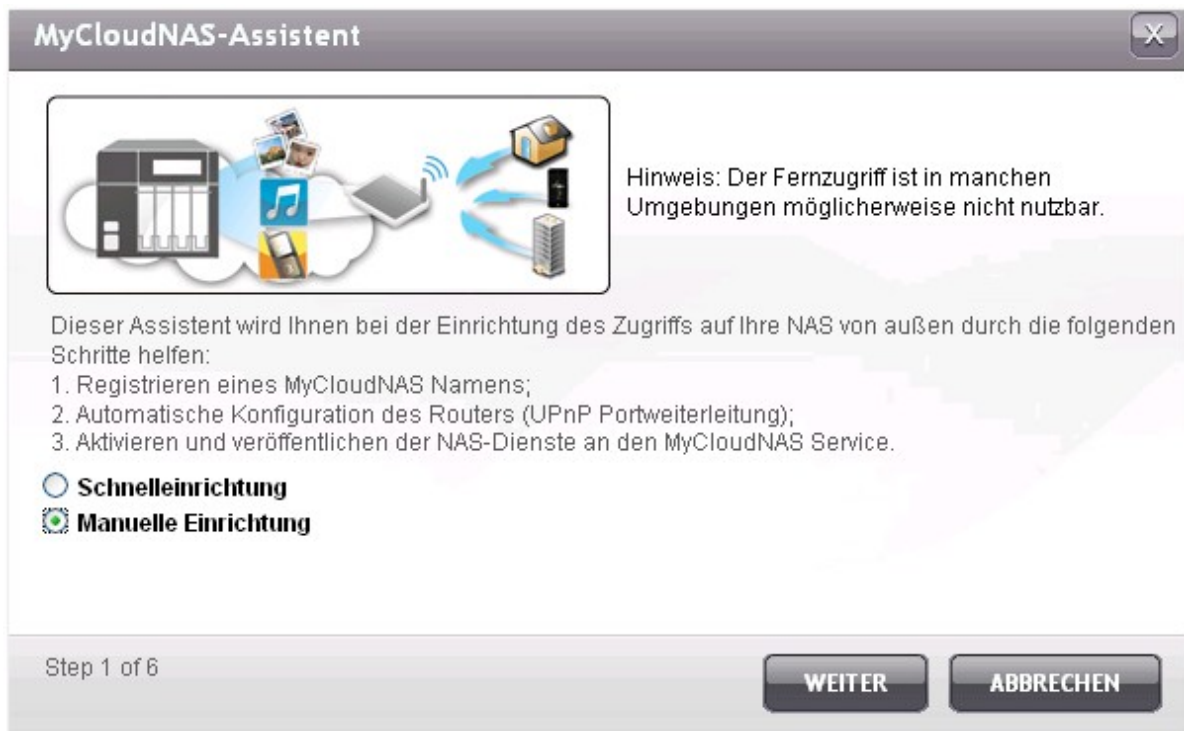 MyCloudNAS-Assistent
X
Hinweis: Der Fernzugriff ist in manchen
Umgebungen möglicherweise nicht nutzbar.
Dieser Assistent wird Ihnen bei der Einrichtung des Zugriffs auf Ihre NAS von außen durch die folgenden
Schritte helfen:
1. Registrieren eines MyCloudNAS Namens;
2. Automatische Konfiguration des Routers (UPnP Portweiterleitung);
3. Aktivieren und veröffentlichen der NAS-Dienste an den MyCloudNAS Service.
Schnelleinrichtung
Manuelle Einrichtung
Step 1 of 6
WEITER
ABBRECHEN